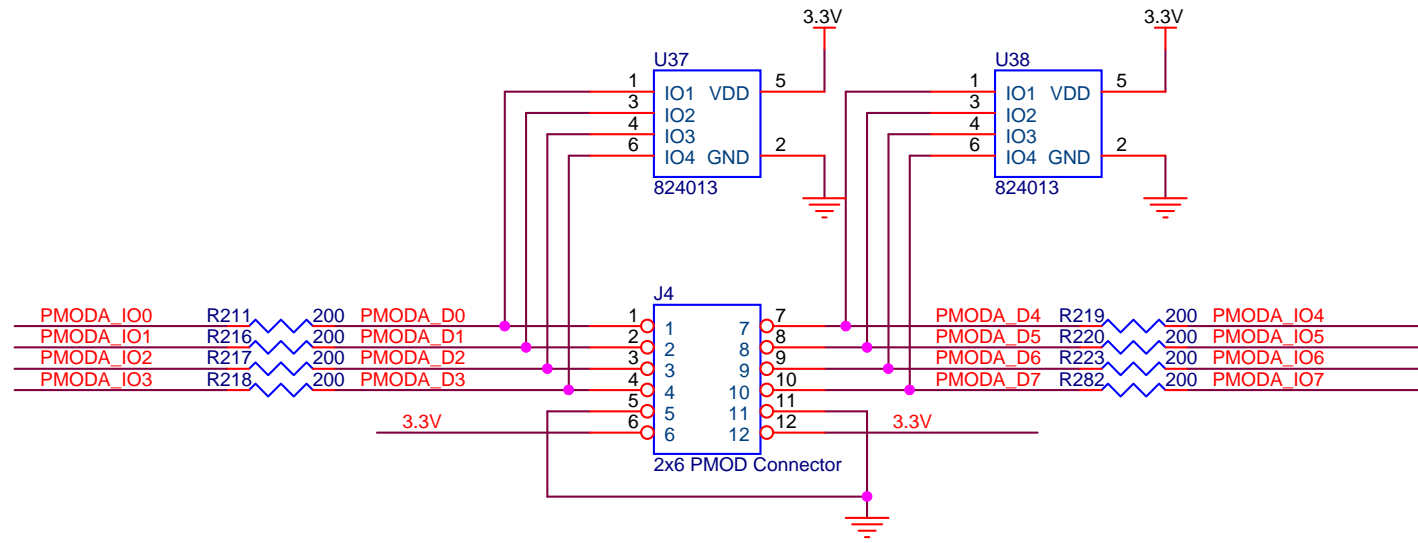 3.3V 3.3V
U37 U38
1 IO1 VDD 5 1 IO1 VDD 5
3 IO2 3 IO2
4 IO3 4 IO3
6 IO4 GND 2 6 IO4 GND 2
824013 824013
J4
PMODA_IO0 R211 200 PMODA_D0 1 1 7 7 PMODA_D4 R219 200 PMODA_IO4
PMODA_IO1 R216 200 PMODA_D1 2 2 8 8 PMODA_D5 R220 200 PMODA_IO5
PMODA_IO2 R217 200 PMODA_D2 3 3 9 9 PMODA_D6 R223 200 PMODA_IO6
PMODA_IO3 R218 200 PMODA_D3 4 4 10 10 PMODA_D7 R282 200 PMODA_IO7
5 5 11 11
3.3V 6 6 12 12 3.3V
2x6 PMOD Connector